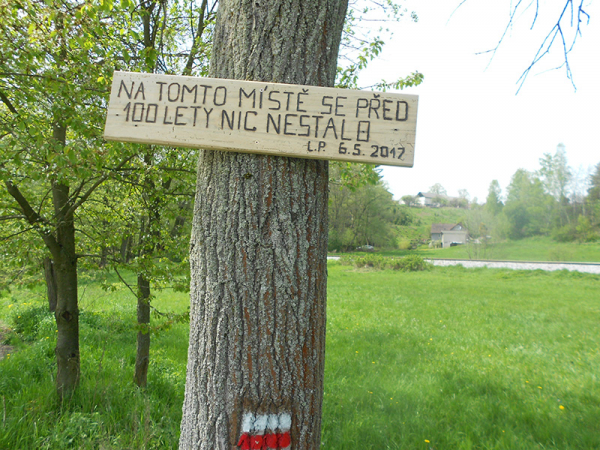 NA TOMTO MÍSTĚ SE PŘED
100 LETY NIC NESTALO
L.P. 6.5.2017